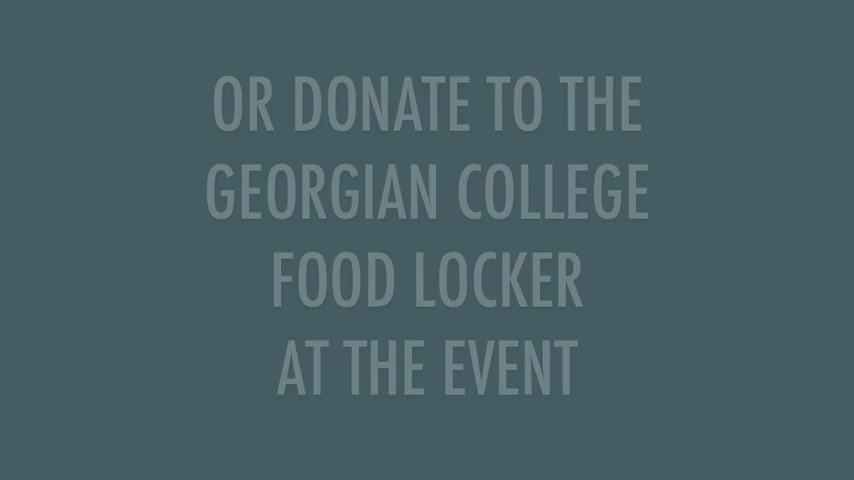 OR DONATE TO THE
GEORGIAN COLLEGE
FOOD LOCKER
AT THE EVENT